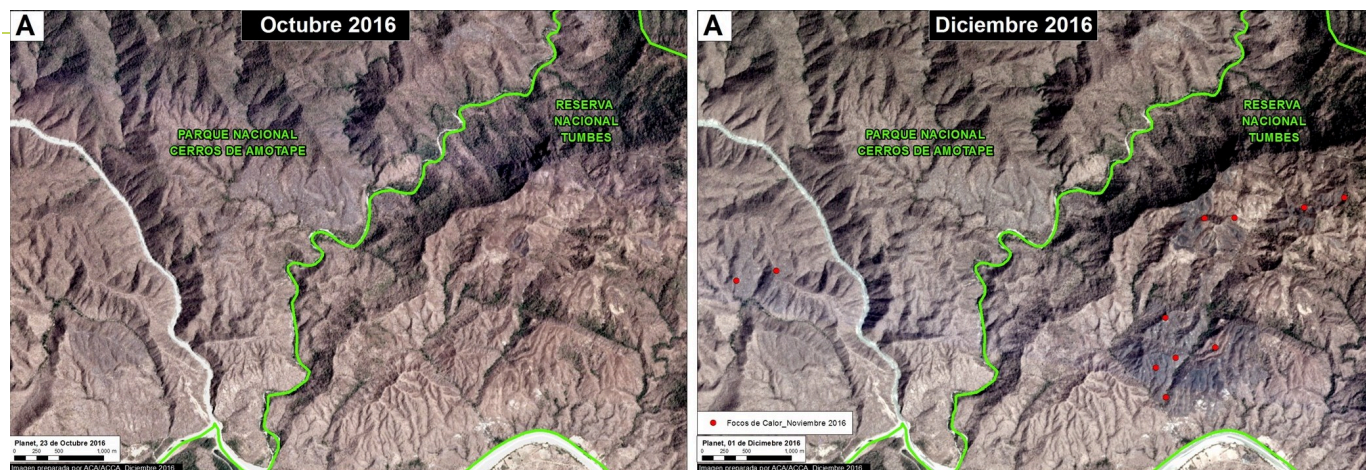 A
Octubre 2016
PARQUE NACIONAL
CERROS DE AMOTAPE
RESERVA
NACIONAL
TUMBES
Planet, 23 de Octubre 2016
0 250 500 1,000 m
Imagen preparada por ACA/ACCA, Diciembre 2016
A
Diciembre 2016
PARQUE NACIONAL
CERROS DE AMOTAPE
RESERVA
NACIONAL
TUMBES
Focos de Calor_Noviembre 2016
Planet, 01 de Dicimebre 2016
0 250 500 1,000 m
Imagen preparada por ACA/ACCA, Diciembre 2016